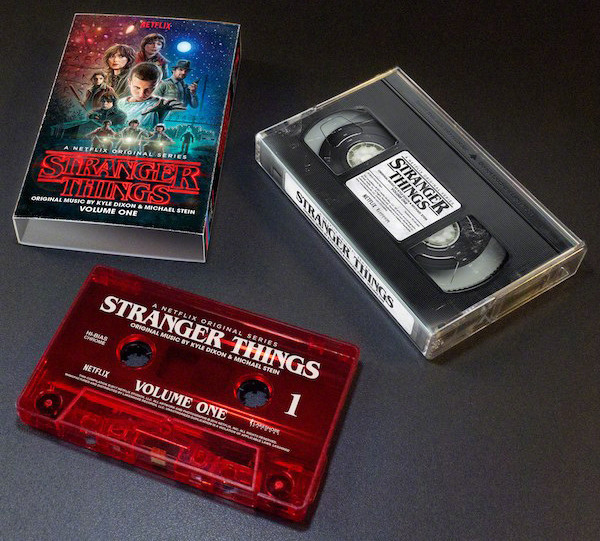 NETFLIX
A NETFLIX ORIGINAL SERIES
STRANGER
THINGS
ORIGINAL MUSIC BY KYLE DIXON & MICHAEL STEIN
VOLUME ONE
STRANGER
THINGS
NETFLIX
STRANGER THINGS
A NETFLIX ORIGINAL SERIES
STRANGER THINGS
ORIGINAL MUSIC BY KYLE DIXON & MICHAEL STEIN
HI-BIAS
CHROME
NETFLIX
VOLUME ONE
1